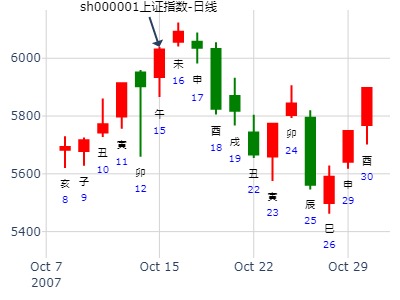 sh000001上证指数-日线
6000
5800
5600
5400
亥
8
子
9
丑
10
寅
11
卯
12
午
15
未
16
申
17
酉
18
戌
19
丑
22
寅
23
卯
24
辰
25
巳
26
申
29
酉
30
Oct 7
2007
Oct 15
Oct 22
Oct 29